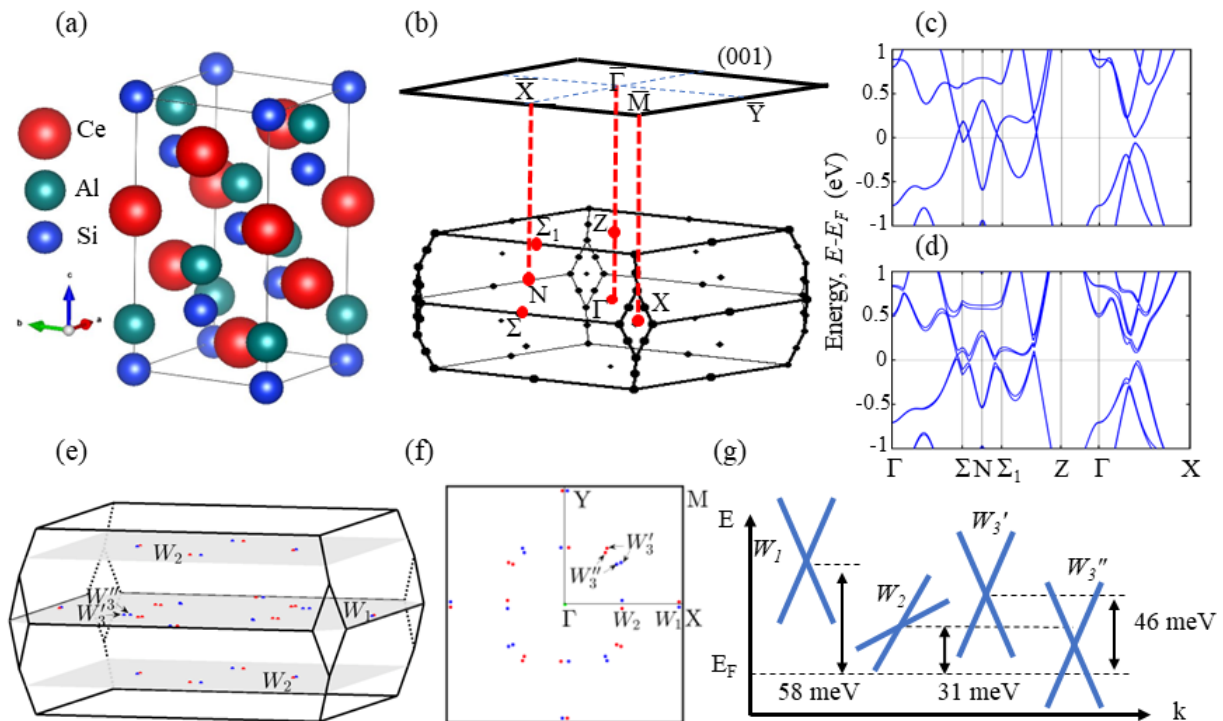 (a)
Ce
Al
Si
c
b
a
(b)
(001)
X̅
Γ̅
M̅
Y̅
Σ₁
Z
N
Γ
X
Σ
(c)
1
0.5
0
-0.5
-1
Energy, E-E_F (eV)
(d)
1
0.5
0
-0.5
-1
Γ Σ N Σ₁ Z Γ X
(e)
W₂
W₃″
W₃′
W₁
W₂
(f)
Y M
W₃′
W₃″
Γ W₂ W₁ X
(g)
E
W₁
W₂
W₃′
W₃″
46 meV
E_F
58 meV 31 meV
k